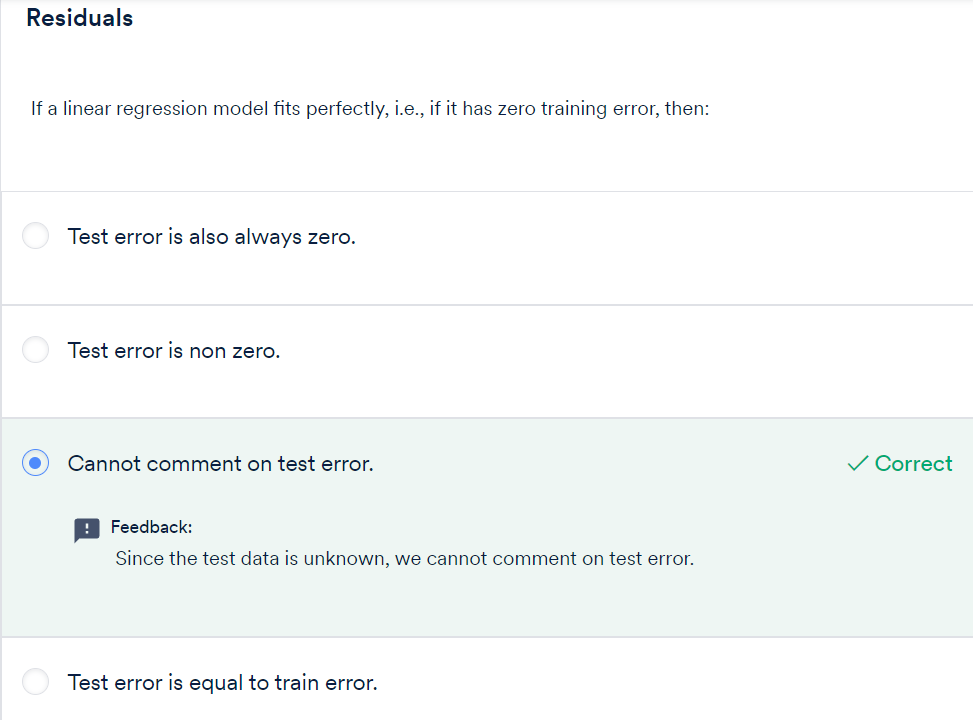 Residuals
If a linear regression model fits perfectly, i.e., if it has zero training error, then:
Test error is also always zero.
Test error is non zero.
Cannot comment on test error.
Correct
Feedback:
Since the test data is unknown, we cannot comment on test error.
Test error is equal to train error.